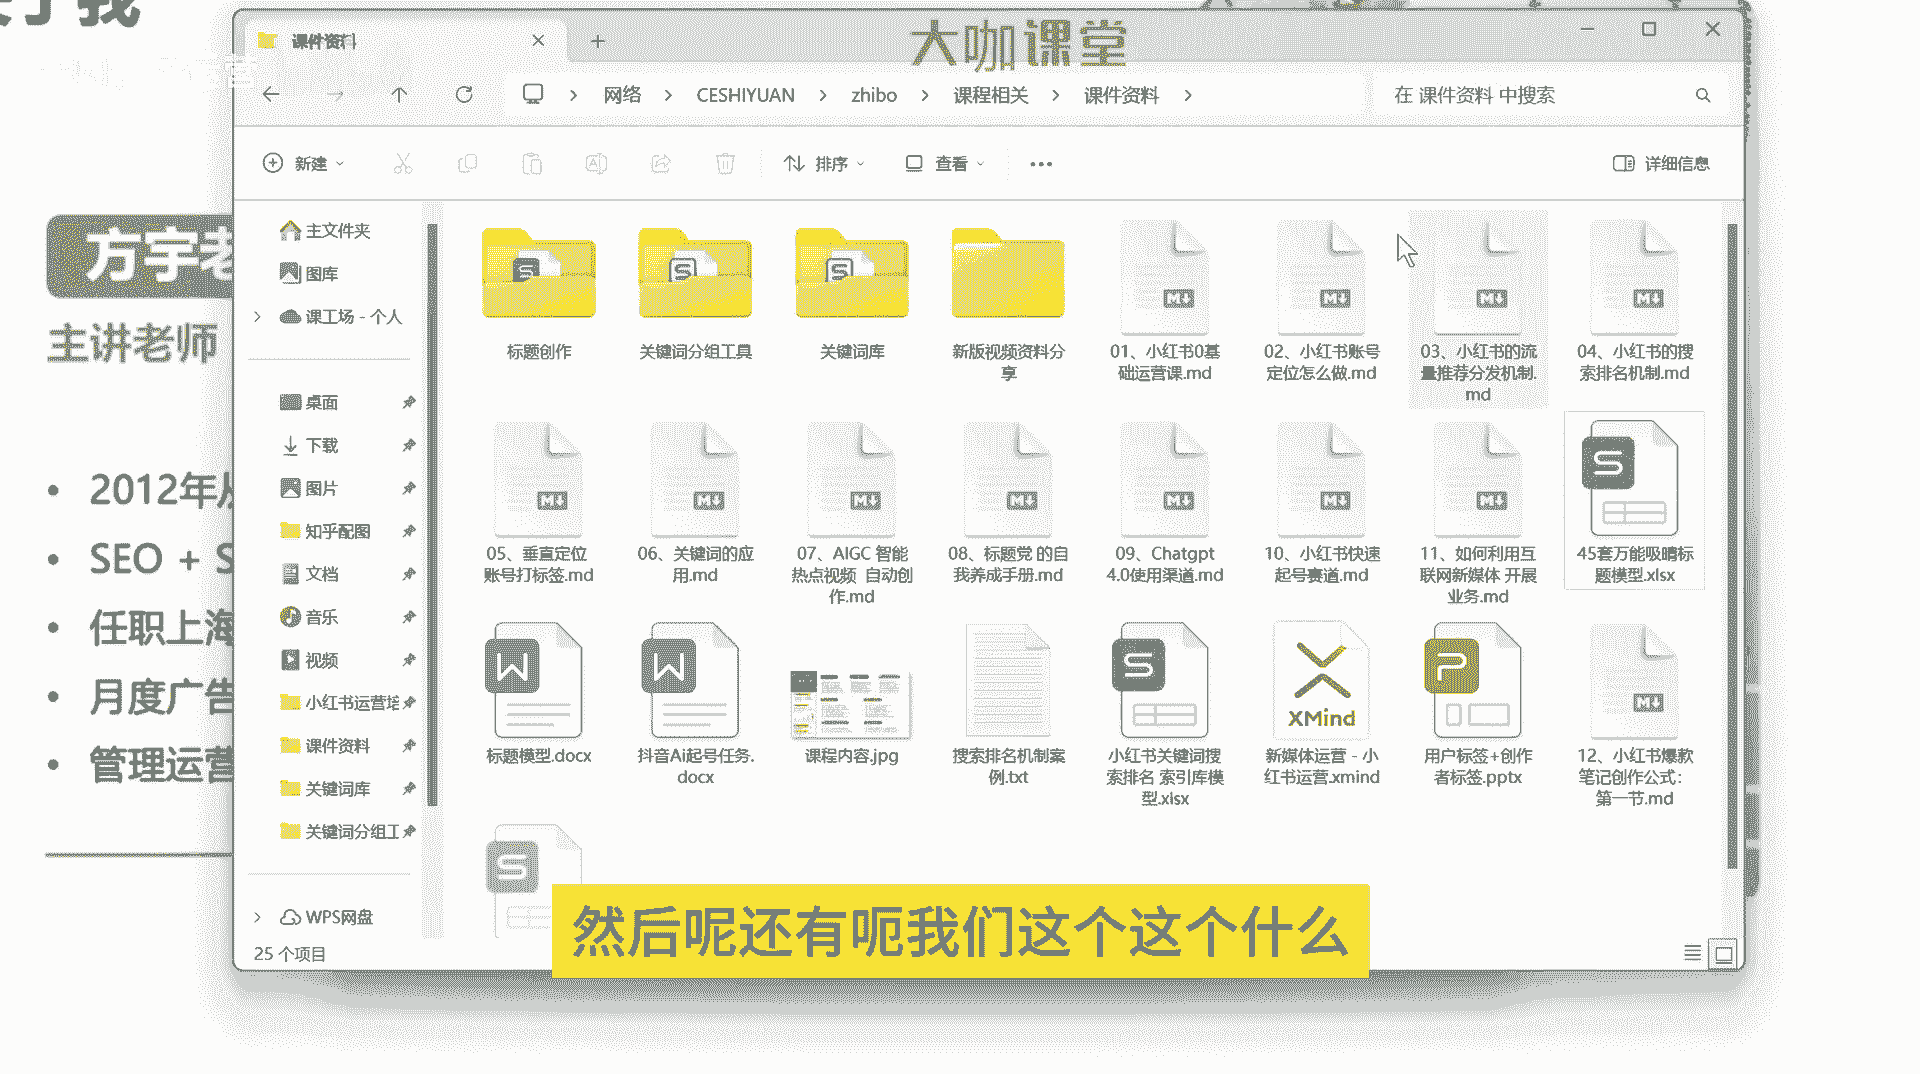 课件资料
大咖课堂
网络 CESHIYUAN zhibo 课程相关 课件资料
在 课件资料 中搜索
新建
排序
查看
详细信息
方宇老
主讲老师
2012年
SEO + S
任职上海
月度广告
管理运营
主文件夹
图库
课工场 - 个人
桌面
下载
图片
知乎配图
文档
音乐
视频
小红书运营培
课件资料
关键词库
关键词分组工
WPS网盘
25 个项目
标题创作
关键词分组工具
关键词库
新版视频资料分
享
01、小红书0基
础运营课.md
02、小红书账号
定位怎么做.md
03、小红书的流
量推荐分发机制.
md
04、小红书的搜
索排名机制.md
05、垂直定位
账号打标签.md
06、关键词的应
用.md
07、AIGC 智能
热点视频 自动创
作.md
08、标题党 的自
我养成手册.md
09、Chatgpt
4.0使用渠道.md
10、小红书快速
起号赛道.md
11、如何利用互
联网新媒体 开展
业务.md
45套万能吸睛标
题模型.xlsx
标题模型.docx
抖音Ai起号任务.
docx
课程内容.jpg
搜索排名机制案
例.txt
小红书关键词搜
索排名 索引库模
型.xlsx
XMind
新媒体运营 - 小
红书运营.xmind
用户标签+创作
者标签.pptx
12、小红书爆款
笔记创作公式：
第一节.md
然后呢还有呃我们这个这个什么